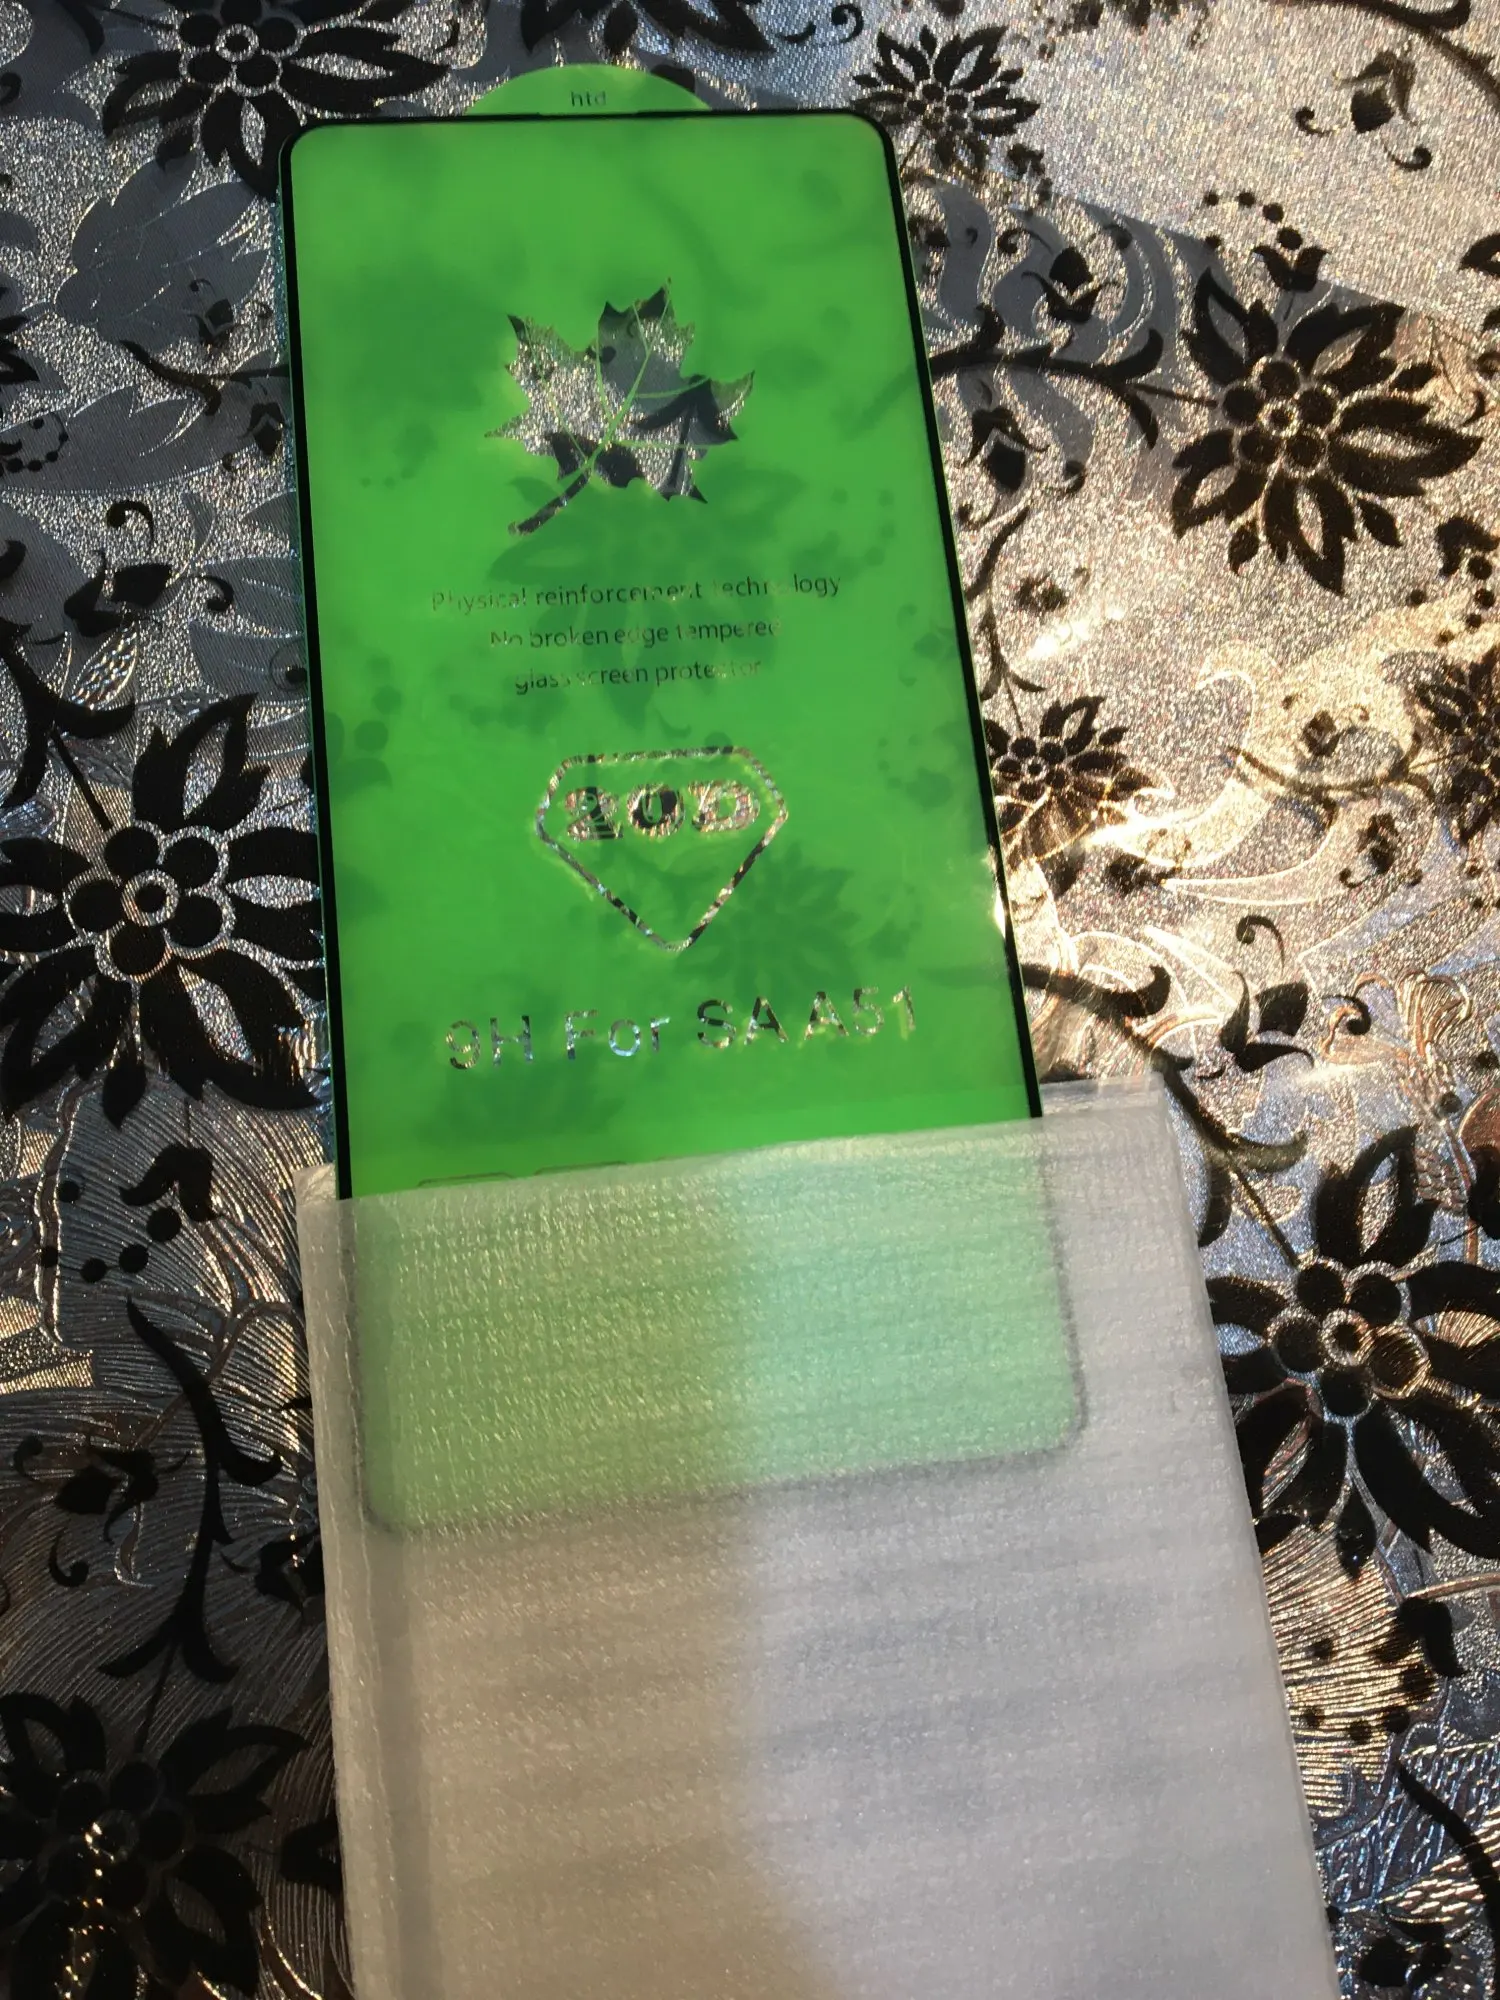 htd
Physical reinforcement technology
No broken edge tempered
glass screen protector
20D
9H For SA A51